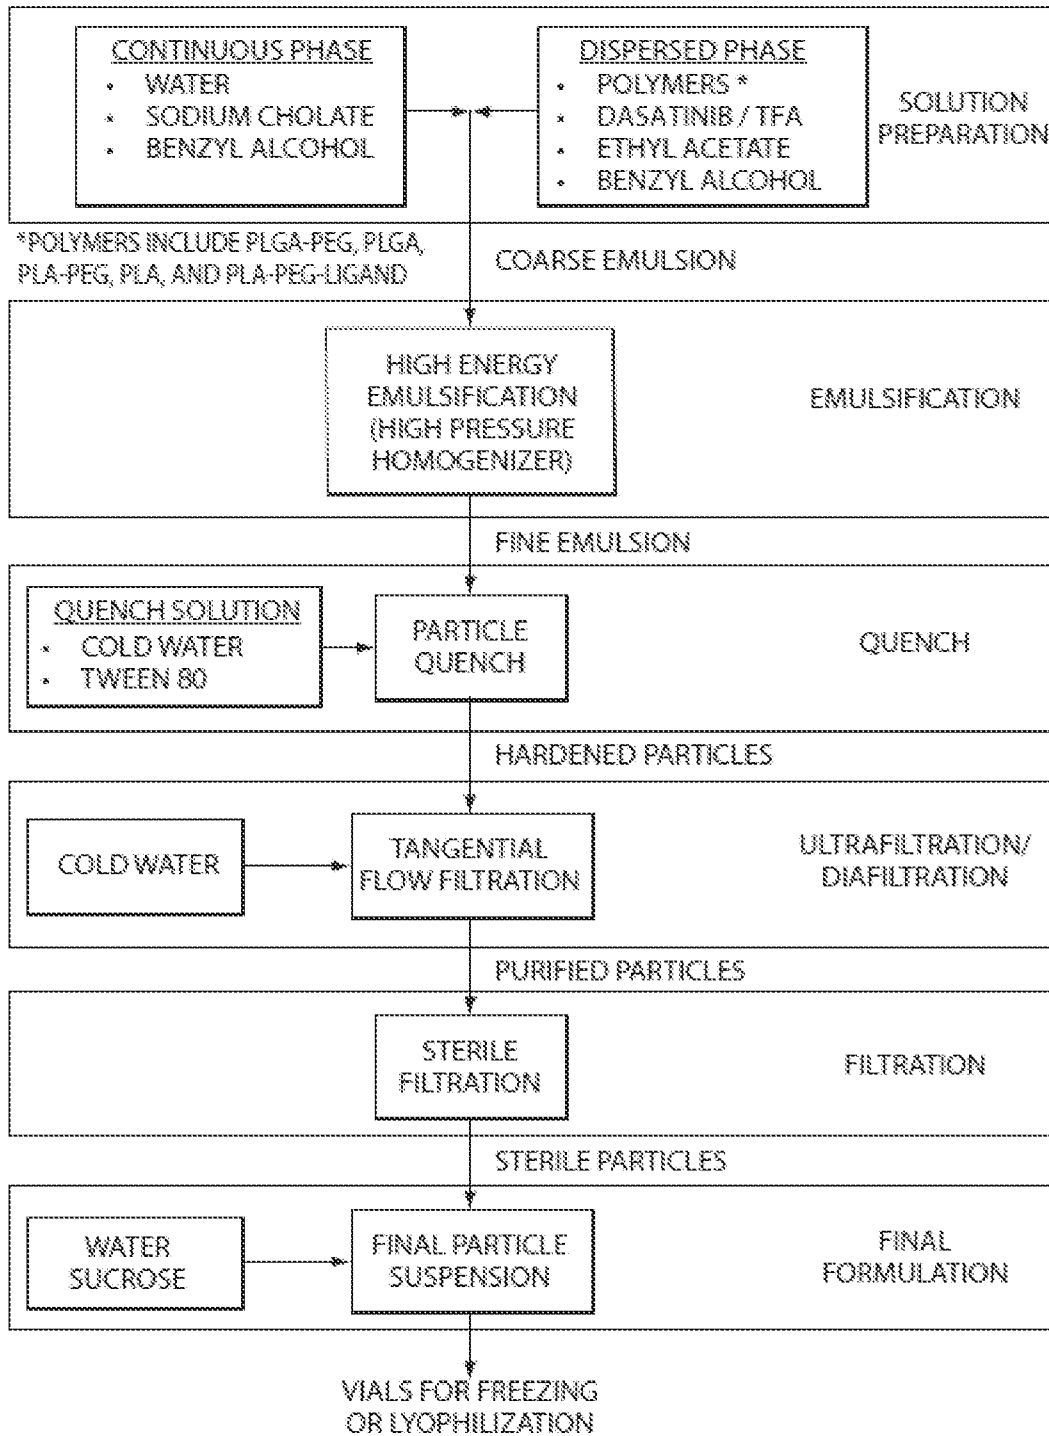 CONTINUOUS PHASE
• WATER
• SODIUM CHOLATE
• BENZYL ALCOHOL
DISPERSED PHASE
• POLYMERS *
• DASATINIB / TFA
• ETHYL ACETATE
• BENZYL ALCOHOL
SOLUTION
PREPARATION
*POLYMERS INCLUDE PLGA-PEG, PLGA,
PLA-PEG, PLA, AND PLA-PEG-LIGAND
COARSE EMULSION
HIGH ENERGY
EMULSIFICATION
(HIGH PRESSURE
HOMOGENIZER)
EMULSIFICATION
FINE EMULSION
QUENCH SOLUTION
• COLD WATER
• TWEEN 80
PARTICLE
QUENCH
QUENCH
HARDENED PARTICLES
COLD WATER
TANGENTIAL
FLOW FILTRATION
ULTRAFILTRATION/
DIAFILTRATION
PURIFIED PARTICLES
STERILE
FILTRATION
FILTRATION
STERILE PARTICLES
WATER
SUCROSE
FINAL PARTICLE
SUSPENSION
FINAL
FORMULATION
VIALS FOR FREEZING
OR LYOPHILIZATION